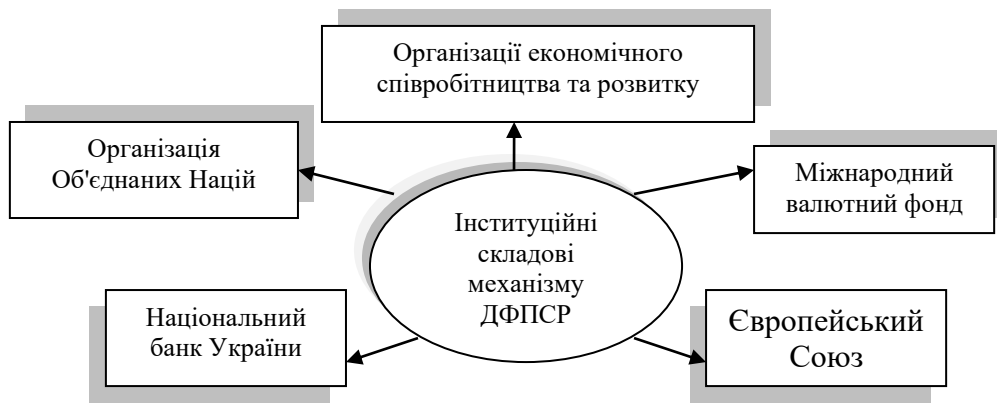 Організації економічного
співробітництва та розвитку
Організація
Об'єднаних Націй
Міжнародний
валютний фонд
Інституційні
складові
механізму
ДФПСР
Національний
банк України
Європейський
Союз